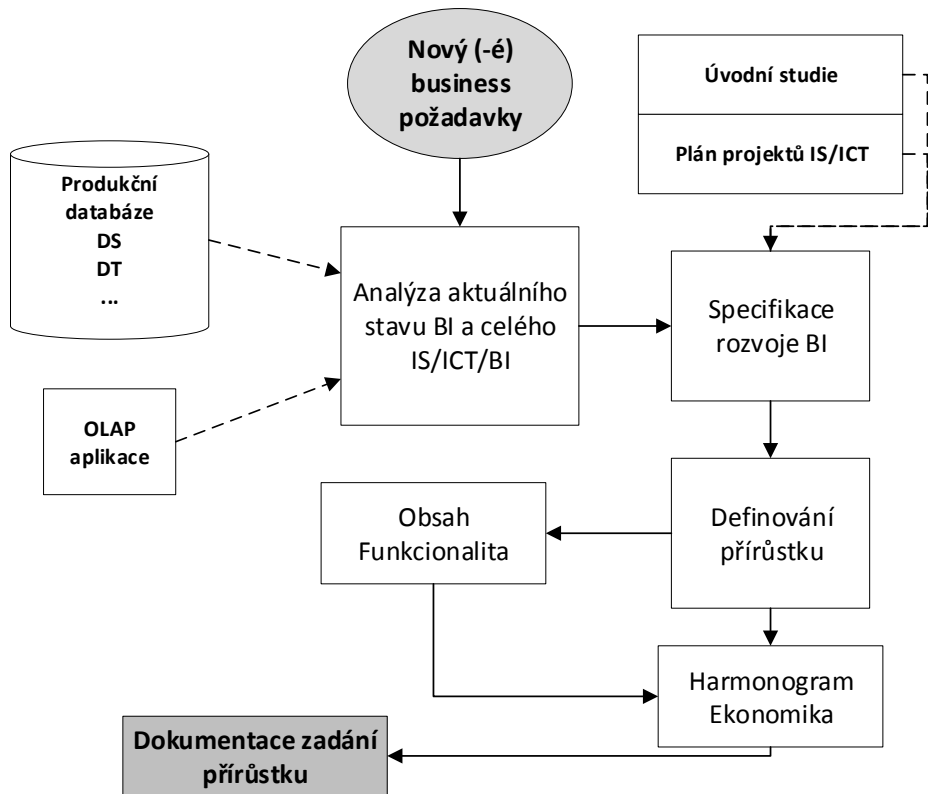 Nový (-é)
business
požadavky
Úvodní studie
Plán projektů IS/ICT
Produkční
databáze
DS
DT
...
Analýza aktuálního
stavu BI a celého
IS/ICT/BI
Specifikace
rozvoje BI
OLAP
aplikace
Obsah
Funkcionalita
Definování
přírůstku
Harmonogram
Ekonomika
Dokumentace zadání
přírůstku